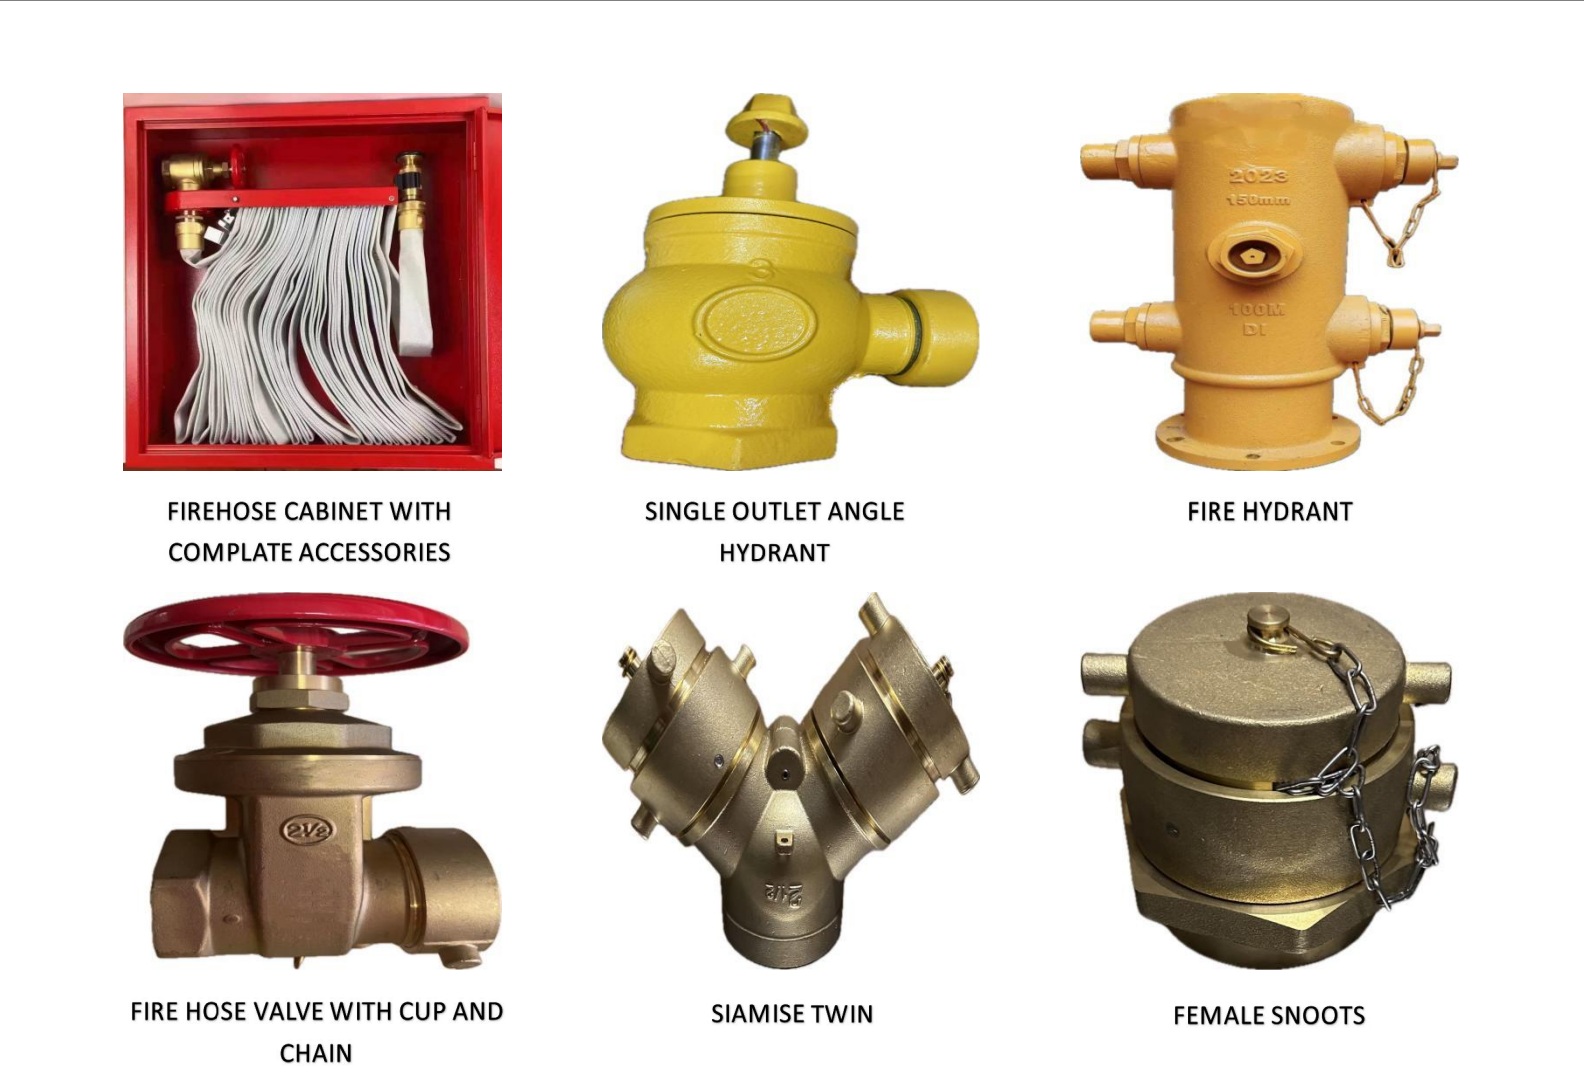 3
2023
150mm
100M
DI
FIREHOSE CABINET WITH
COMPLATE ACCESSORIES
SINGLE OUTLET ANGLE
HYDRANT
FIRE HYDRANT
2½
2½
FIRE HOSE VALVE WITH CUP AND
CHAIN
SIAMISE TWIN
FEMALE SNOOTS